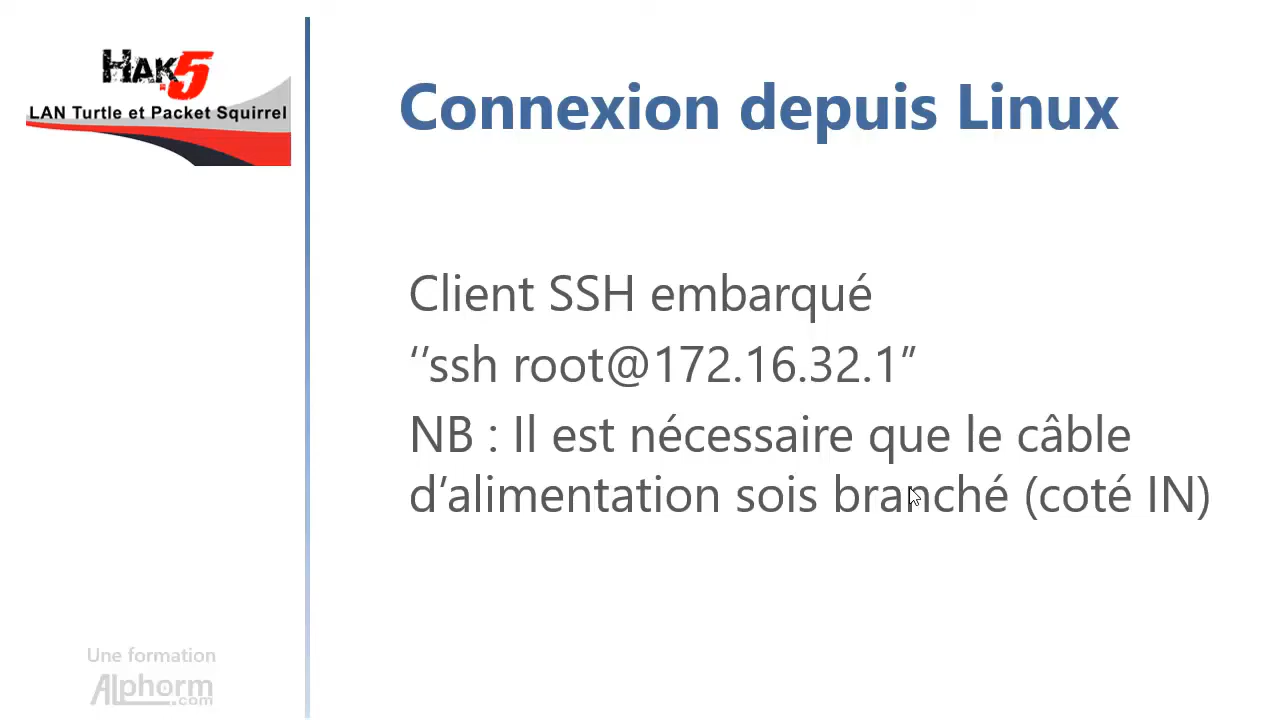 HAK5
LAN Turtle et Packet Squirrel
Connexion depuis Linux
Client SSH embarqué
‘’ssh root@172.16.32.1”
NB : Il est nécessaire que le câble
d‘alimentation sois branché (coté IN)
Une formation
Alphorm
.com